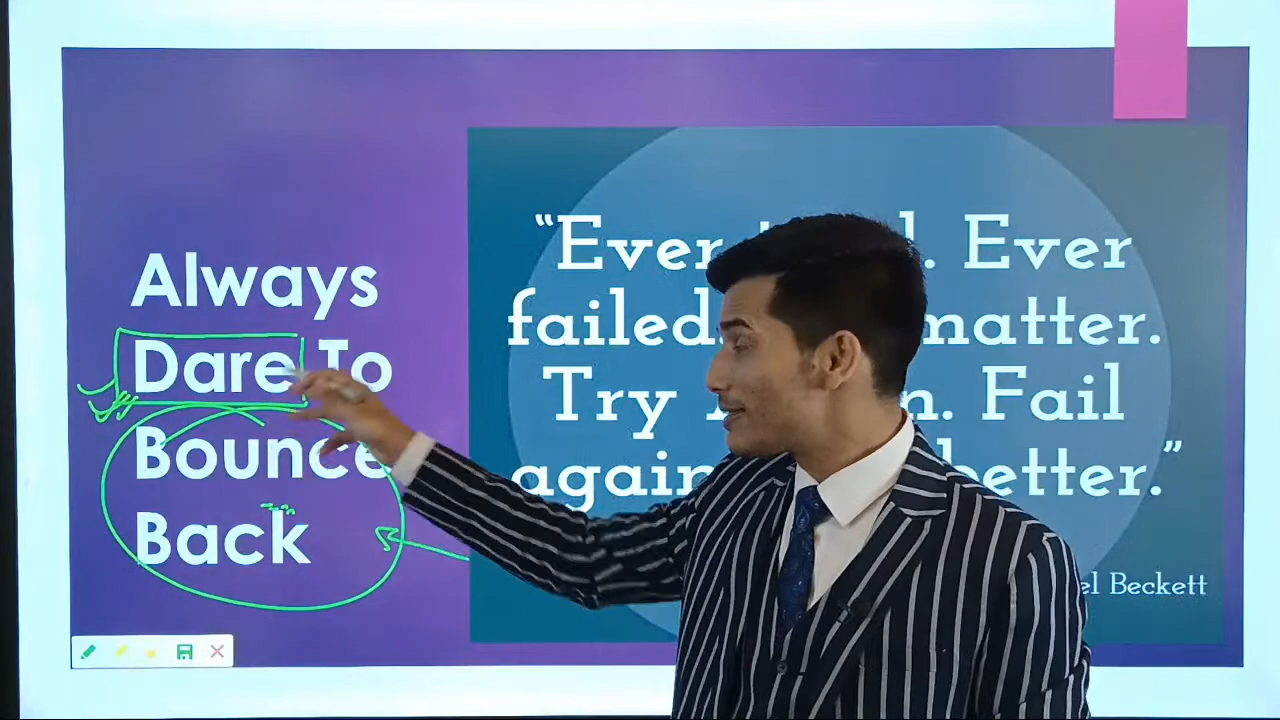 Always
Dare To
Bounce
Back
“Ever. Ever
failed matter.
Try. Fail
again better.”
Beckett